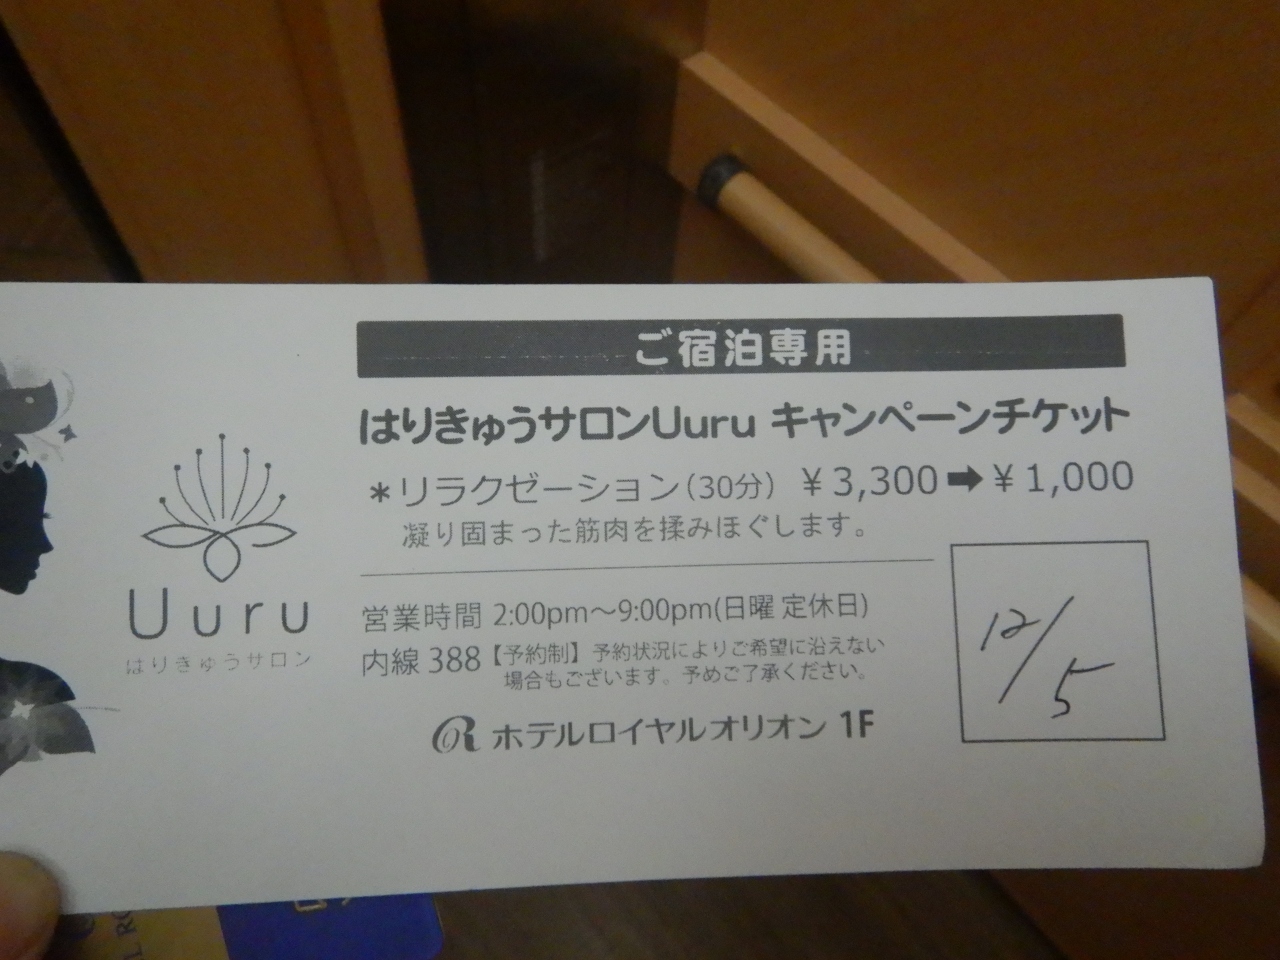 ご宿泊専用
はりきゅうサロンUuru キャンペーンチケット
＊リラクゼーション（30分） ￥3,300➡￥1,000
凝り固まった筋肉を揉みほぐします。
Uuru
はりきゅうサロン
営業時間 2:00pm～9:00pm(日曜 定休日)
内線 388【予約制】予約状況によりご希望に沿えない
場合もございます。予めご了承ください。
R ホテルロイヤルオリオン 1F
12/5